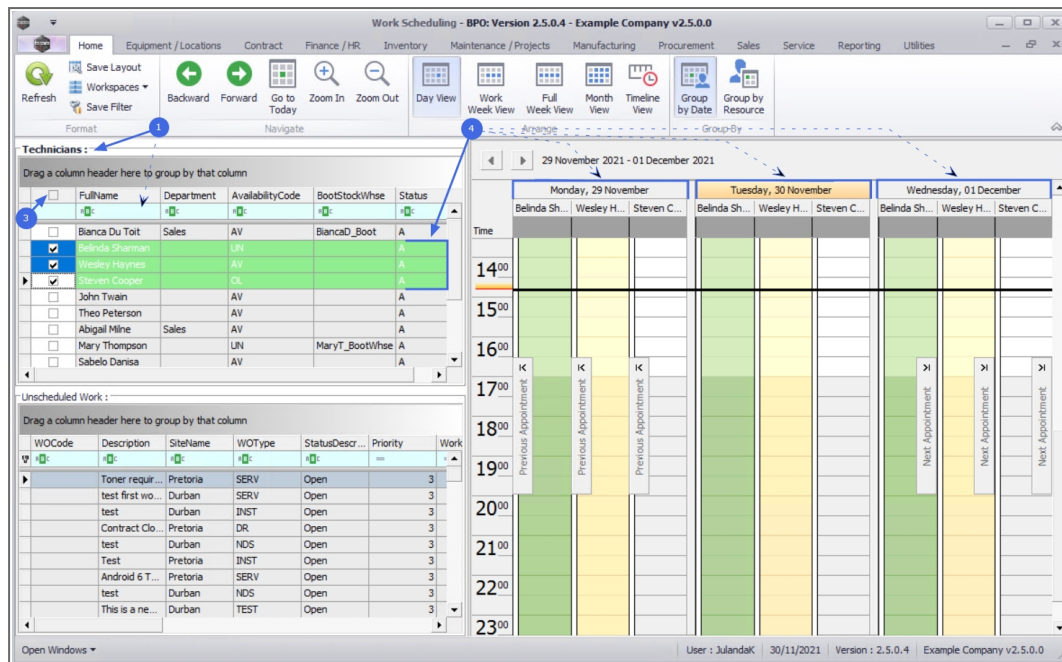 Work Scheduling - BPO: Version 2.5.0.4 - Example Company v2.5.0.0
Home Equipment / Locations Contract Finance / HR Inventory Maintenance / Projects Manufacturing Procurement Sales Service Reporting Utilities
Refresh
Save Layout
Workspaces
Save Filter
Backward
Forward
Go to Today
Zoom In
Zoom Out
Day View
Work Week View
Full Week View
Month View
Timeline View
Group by Date
Group by Resource
Format Navigate Arrange Group By
1
4
3
Technicians :
Drag a column header here to group by that column
FullName Department AvailabilityCode BootStockWhse Status
Bianca Du Toit Sales AV BiancaD_Boot A
Belinda Sharman UN A
Wesley Haynes AV A
Steven Cooper OL A
John Twain AV A
Theo Peterson AV A
Abigail Milne Sales AV A
Mary Thompson UN MaryT_BootWhse A
Sabelo Danisa AV A
Unscheduled Work :
Drag a column header here to group by that column
WOCode Description SiteName WOType StatusDescr... Priority Work
Toner requir... Pretoria SERV Open 3
test first wo... Durban SERV Open 3
test Durban INST Open 3
Contract Clo... Pretoria DR Open 3
test Durban NDS Open 3
Test Pretoria INST Open 3
Android 6 T... Pretoria SERV Open 3
test Durban NDS Open 3
This is a ne... Durban TEST Open 3
29 November 2021 - 01 December 2021
Monday, 29 November Tuesday, 30 November Wednesday, 01 December
Belinda Sh... Wesley H... Steven C... Belinda Sh... Wesley H... Steven C... Belinda Sh... Wesley H... Steven C...
Time
14 00
15 00
16 00
17 00
18 00
19 00
20 00
21 00
22 00
23 00
Previous Appointment
Previous Appointment
Previous Appointment
Next Appointment
Next Appointment
Next Appointment
Open Windows
User : JulandaK 30/11/2021 Version : 2.5.0.4 Example Company v2.5.0.0